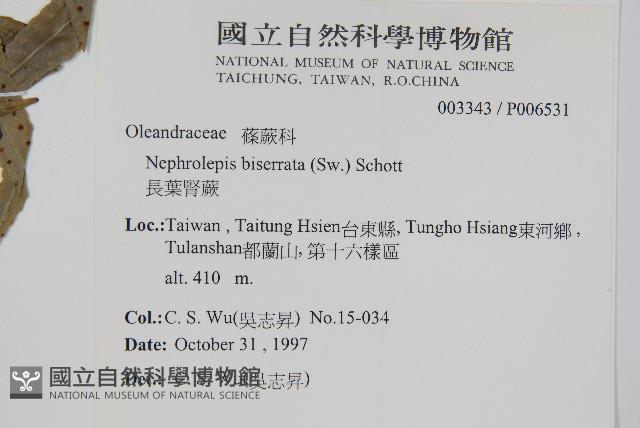 國立自然科學博物館
NATIONAL MUSEUM OF NATURAL SCIENCE
TAICHUNG, TAIWAN, R.O.CHINA
003343 / P006531
Oleandraceae 蓧蕨科
Nephrolepis biserrata (Sw.) Schott
長葉腎蕨
Loc.:Taiwan , Taitung Hsien台東縣, Tungho Hsiang東河鄉 ,
Tulanshan都蘭山, 第十六樣區
alt. 410 m.
Col.:C. S. Wu(吳志昇) No.15-034
Date: October 31 , 1997
(吳志昇)
國立自然科學博物館
NATIONAL MUSEUM OF NATURAL SCIENCE